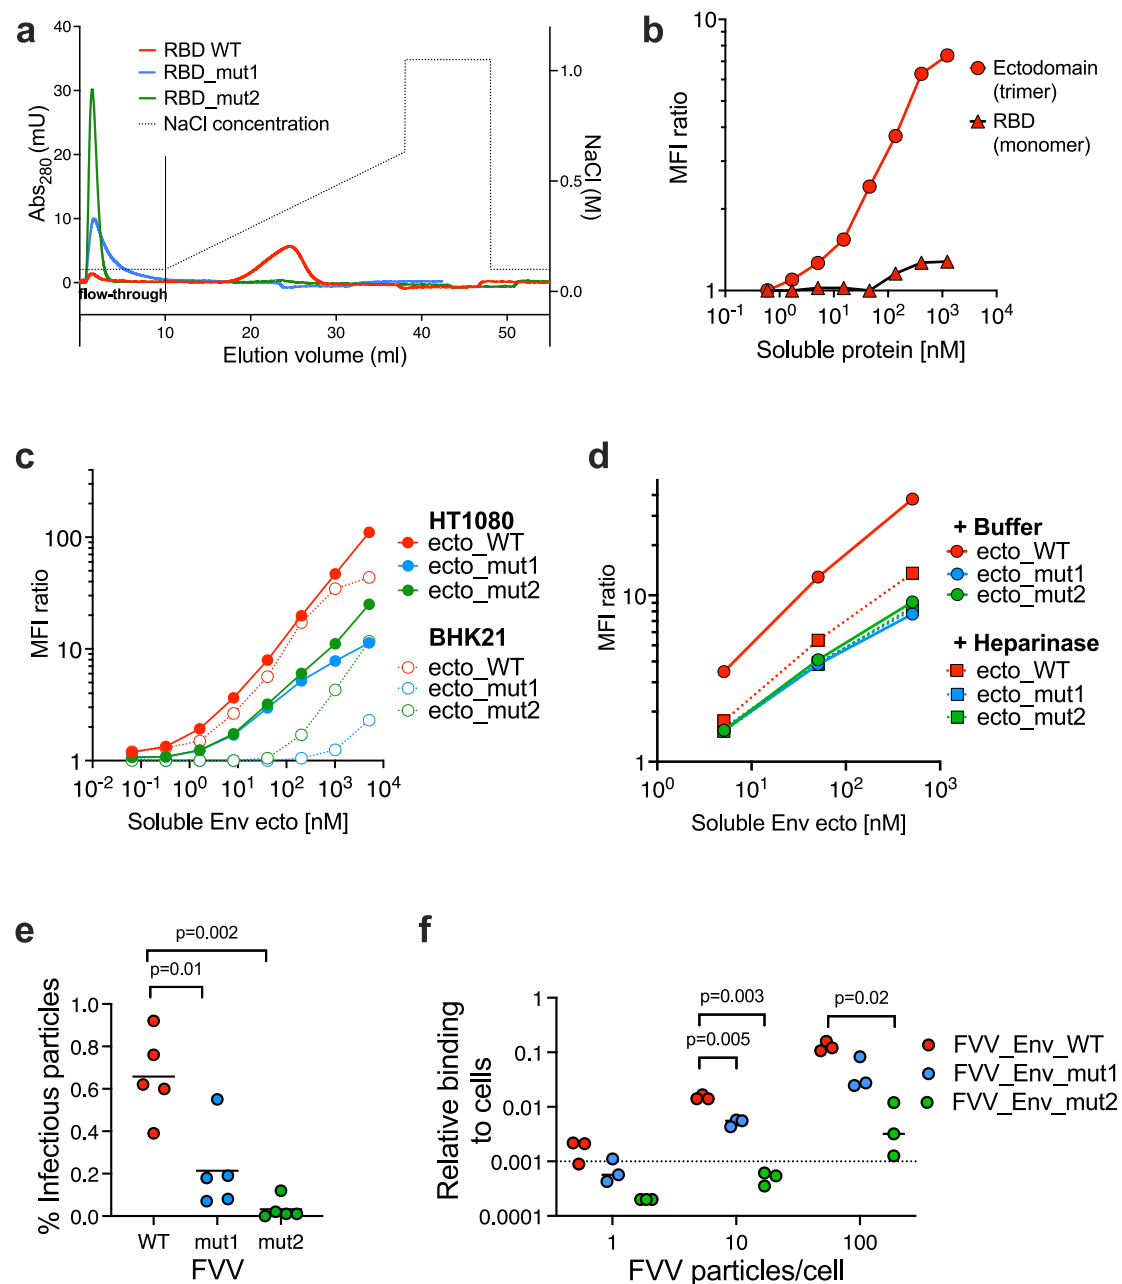 a
40
30
20
10
0
Abs280 (mU)
RBD WT
RBD_mut1
RBD_mut2
NaCl concentration
1.0
0.5
0.0
NaCl (M)
flow-through
10
20
30
40
50
Elution volume (ml)
b
10
1
MFI ratio
Ectodomain
(trimer)
RBD
(monomer)
10-1
100
101
102
103
104
Soluble protein [nM]
c
100
10
1
MFI ratio
HT1080
ecto_WT
ecto_mut1
ecto_mut2
BHK21
ecto_WT
ecto_mut1
ecto_mut2
10-2
10-1
100
101
102
103
104
Soluble Env ecto [nM]
d
10
1
MFI ratio
+ Buffer
ecto_WT
ecto_mut1
ecto_mut2
+ Heparinase
ecto_WT
ecto_mut1
ecto_mut2
100
101
102
103
Soluble Env ecto [nM]
e
p=0.002
p=0.01
1.0
0.8
0.6
0.4
0.2
0.0
% Infectious particles
WT
mut1
mut2
FVV
f
p=0.003
p=0.005
p=0.02
1
0.1
0.01
0.001
0.0001
Relative binding
to cells
FVV_Env_WT
FVV_Env_mut1
FVV_Env_mut2
1
10
100
FVV particles/cell